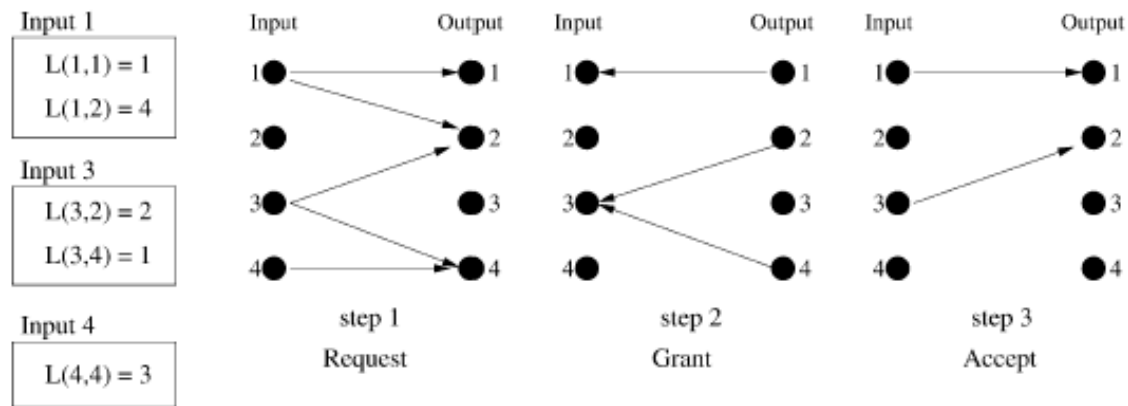 Input 1
L(1,1) = 1
L(1,2) = 4
Input 3
L(3,2) = 2
L(3,4) = 1
Input 4
L(4,4) = 3
Input Output
1 1
2 2
3 3
4 4
step 1
Request
Input Output
1 1
2 2
3 3
4 4
step 2
Grant
Input Output
1 1
2 2
3 3
4 4
step 3
Accept